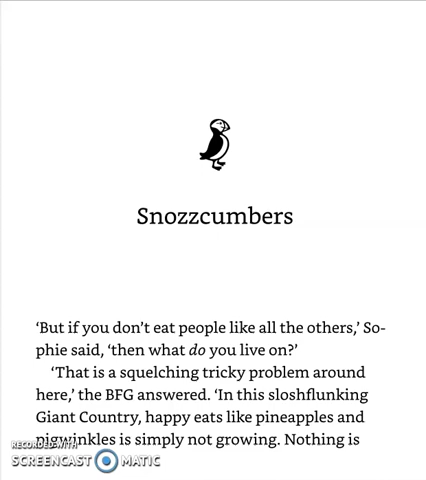 Snozzcumbers
‘But if you don’t eat people like all the others,’ So-
phie said, ‘then what do you live on?’
‘That is a squelching tricky problem around
here,’ the BFG answered. ‘In this sloshflunking
Giant Country, happy eats like pineapples and
pigwinkles is simply not growing. Nothing is
RECORDED WITH
SCREENCAST MATIC